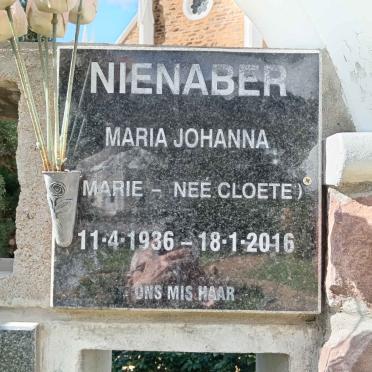 NIENABER
MARIA JOHANNA
(MARIE - NEÉ CLOETE)
11·4·1936 - 18·1·2016
ONS MIS HAAR